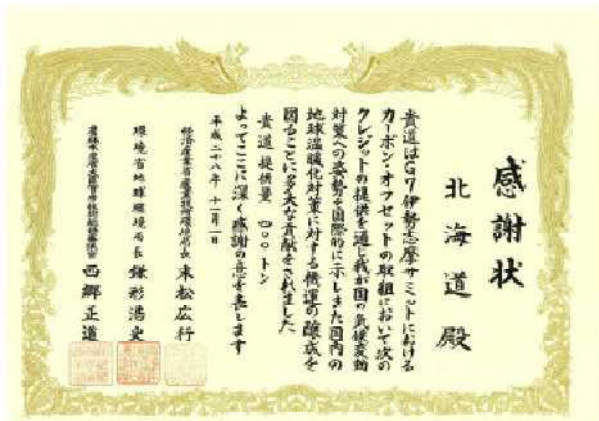 感謝状
北海道殿
貴道はG7伊勢志摩サミットにおける
カーボン・オフセットの取組において次の
クレジットの提供を通じ我が国の気候変動
対策への姿勢を国際的に示しまた国内の
地球温暖化対策に対する機運の醸成を
図ることに多大な貢献をされました
貴道提供量 四〇〇トン
よってここに深く感謝の意を表します
平成二十八年十一月一日
経済産業省産業技術環境局長 末松広行
環境省地球環境局長 鎌形浩史
西郷正道